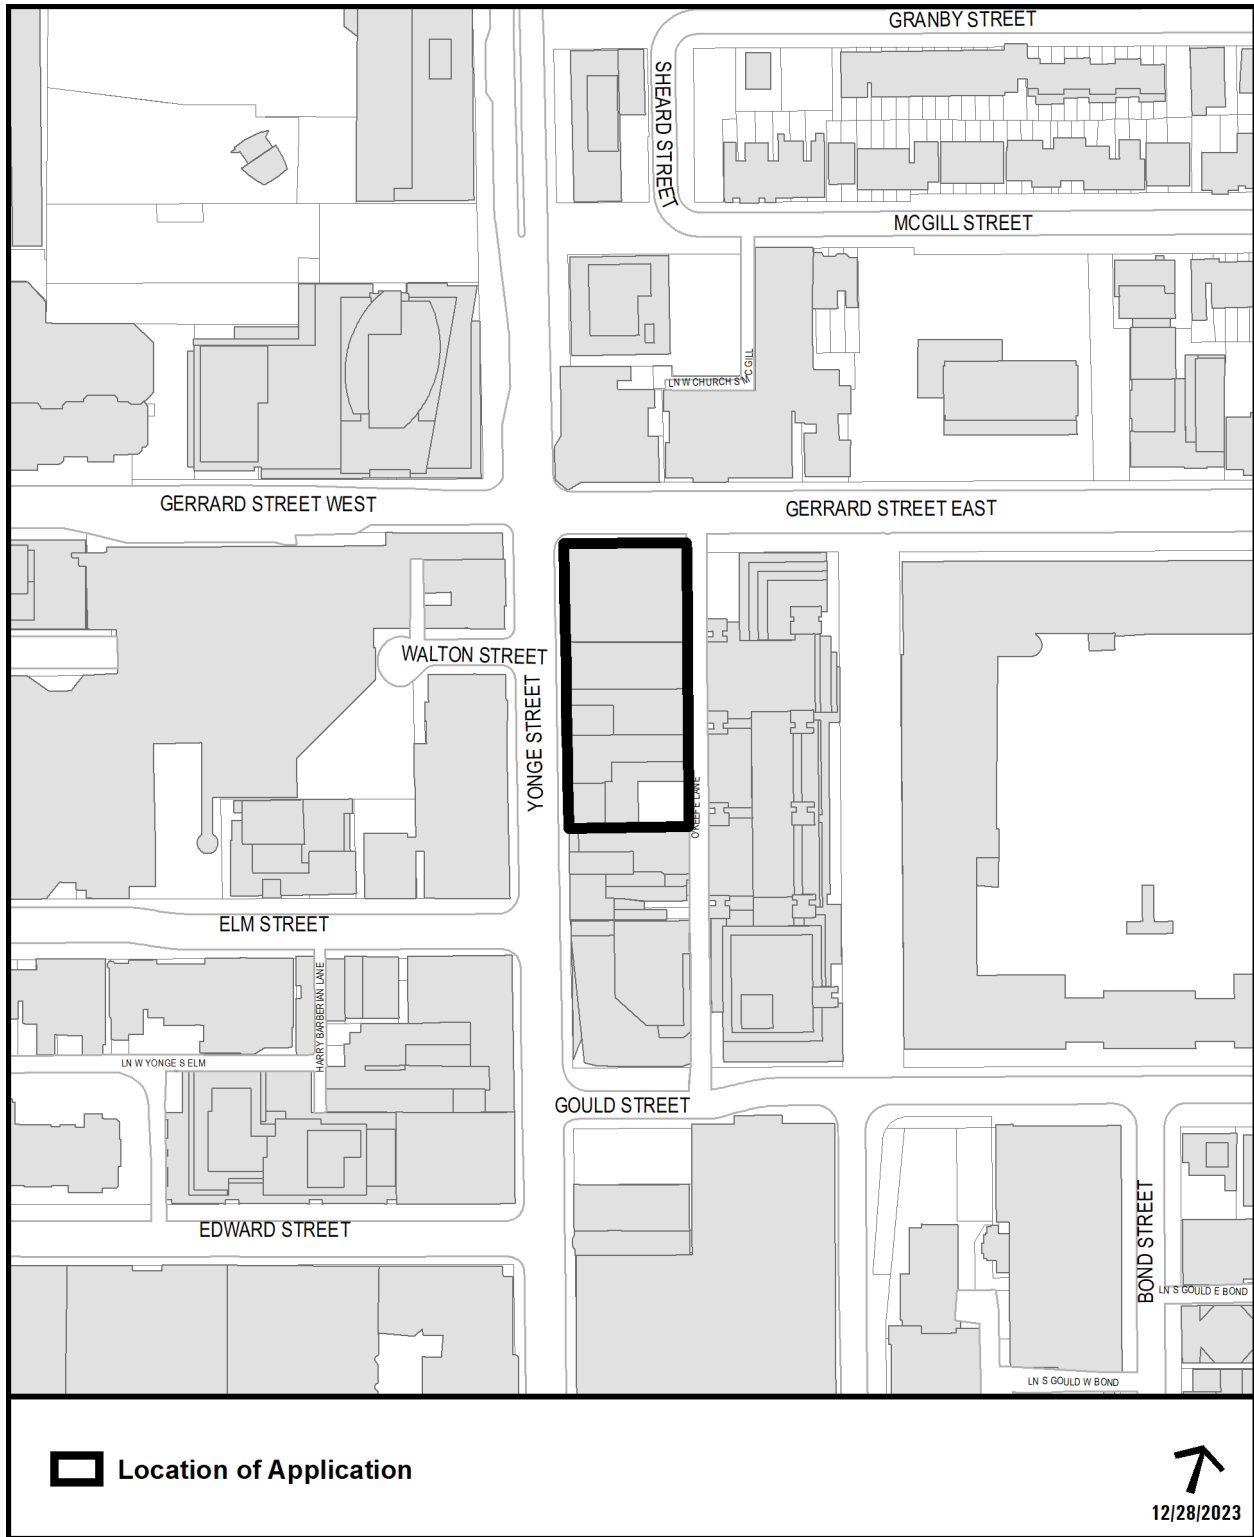 GRANBY STREET
SHEARD STREET
MCGILL STREET
LN W CHURCH S MCGILL
GERRARD STREET WEST
GERRARD STREET EAST
WALTON STREET
YONGE STREET
O'KEEFE LANE
ELM STREET
HARRY BARBERIAN LANE
LN W YONGE S ELM
GOULD STREET
EDWARD STREET
BOND STREET
LN S GOULD E BOND
LN S GOULD W BOND
Location of Application
12/28/2023